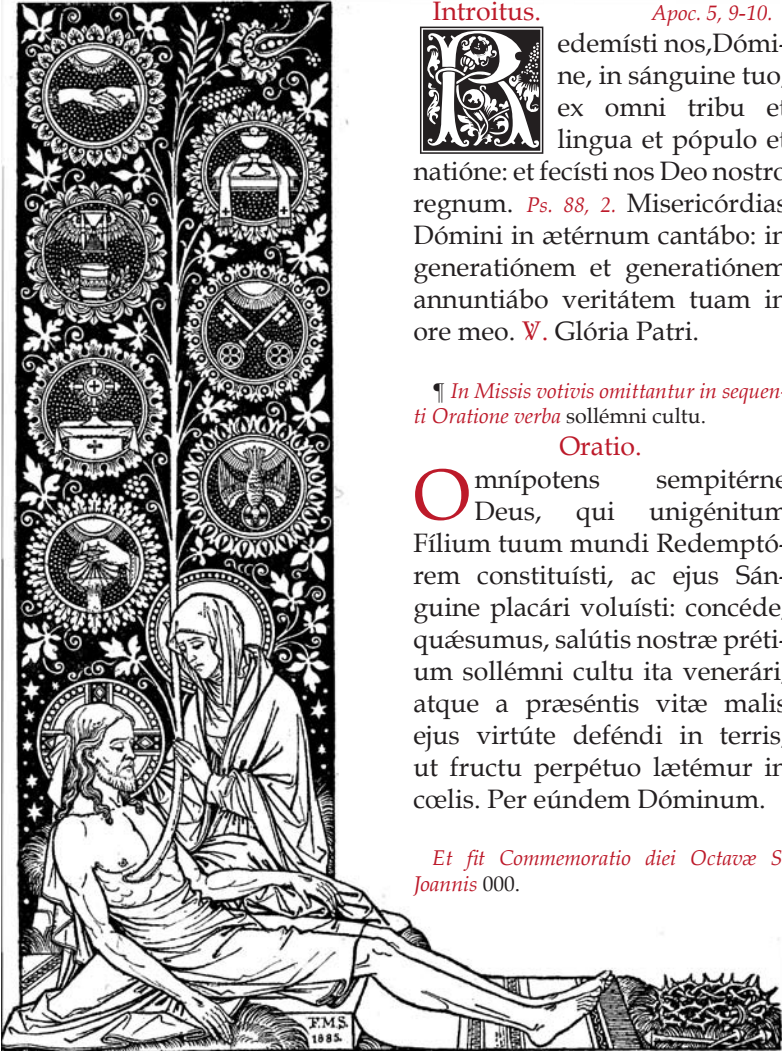 Introitus. Apoc. 5, 9-10.
Redemísti nos,Dómi-
ne, in sánguine tuo,
ex omni tribu et
lingua et pópulo et
natióne: et fecísti nos Deo nostro
regnum. Ps. 88, 2. Misericórdias
Dómini in ætérnum cantábo: in
generatiónem et generatiónem
annuntiábo veritátem tuam in
ore meo. ℣. Glória Patri.
¶ In Missis votivis omittantur in sequen-
ti Oratione verba sollémni cultu.
Oratio.
Omnípotens sempitérne
Deus, qui unigénitum
Fílium tuum mundi Redemptó-
rem constituísti, ac ejus Sán-
guine placári voluísti: concéde,
quǽsumus, salútis nostræ préti-
um sollémni cultu ita venerári,
atque a præséntis vitæ malis
ejus virtúte deféndi in terris,
ut fructu perpétuo lætémur in
cœlis. Per eúndem Dóminum.
Et fit Commemoratio diei Octavæ S.
Joannis 000.
F.M.S.
1885.